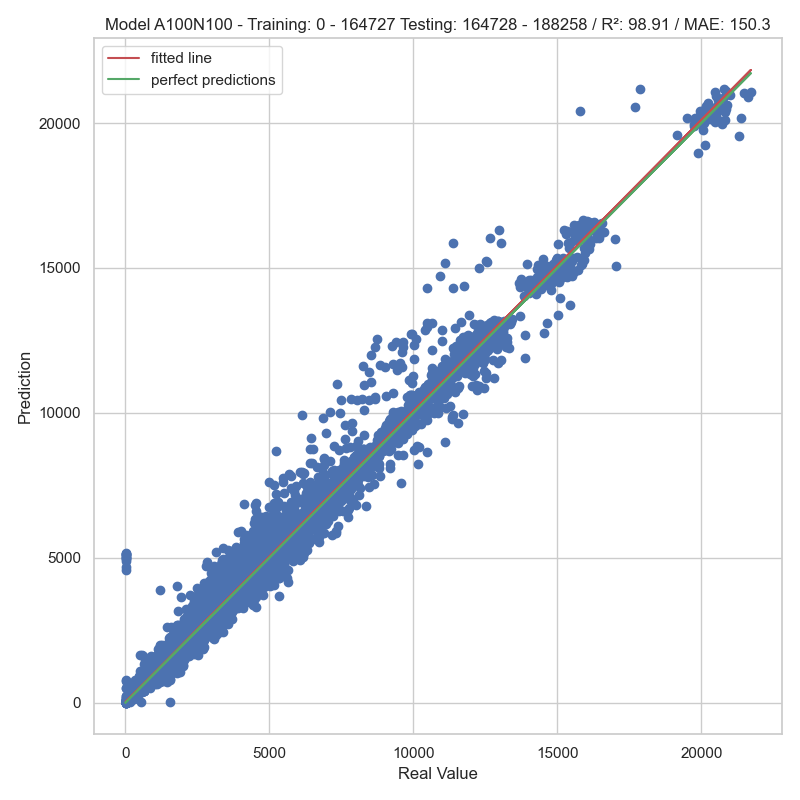 Model A100N100 - Training: 0 - 164727 Testing: 164728 - 188258 / R²: 98.91 / MAE: 150.3
fitted line
perfect predictions
20000
15000
10000
5000
0
Prediction
0 5000 10000 15000 20000
Real Value